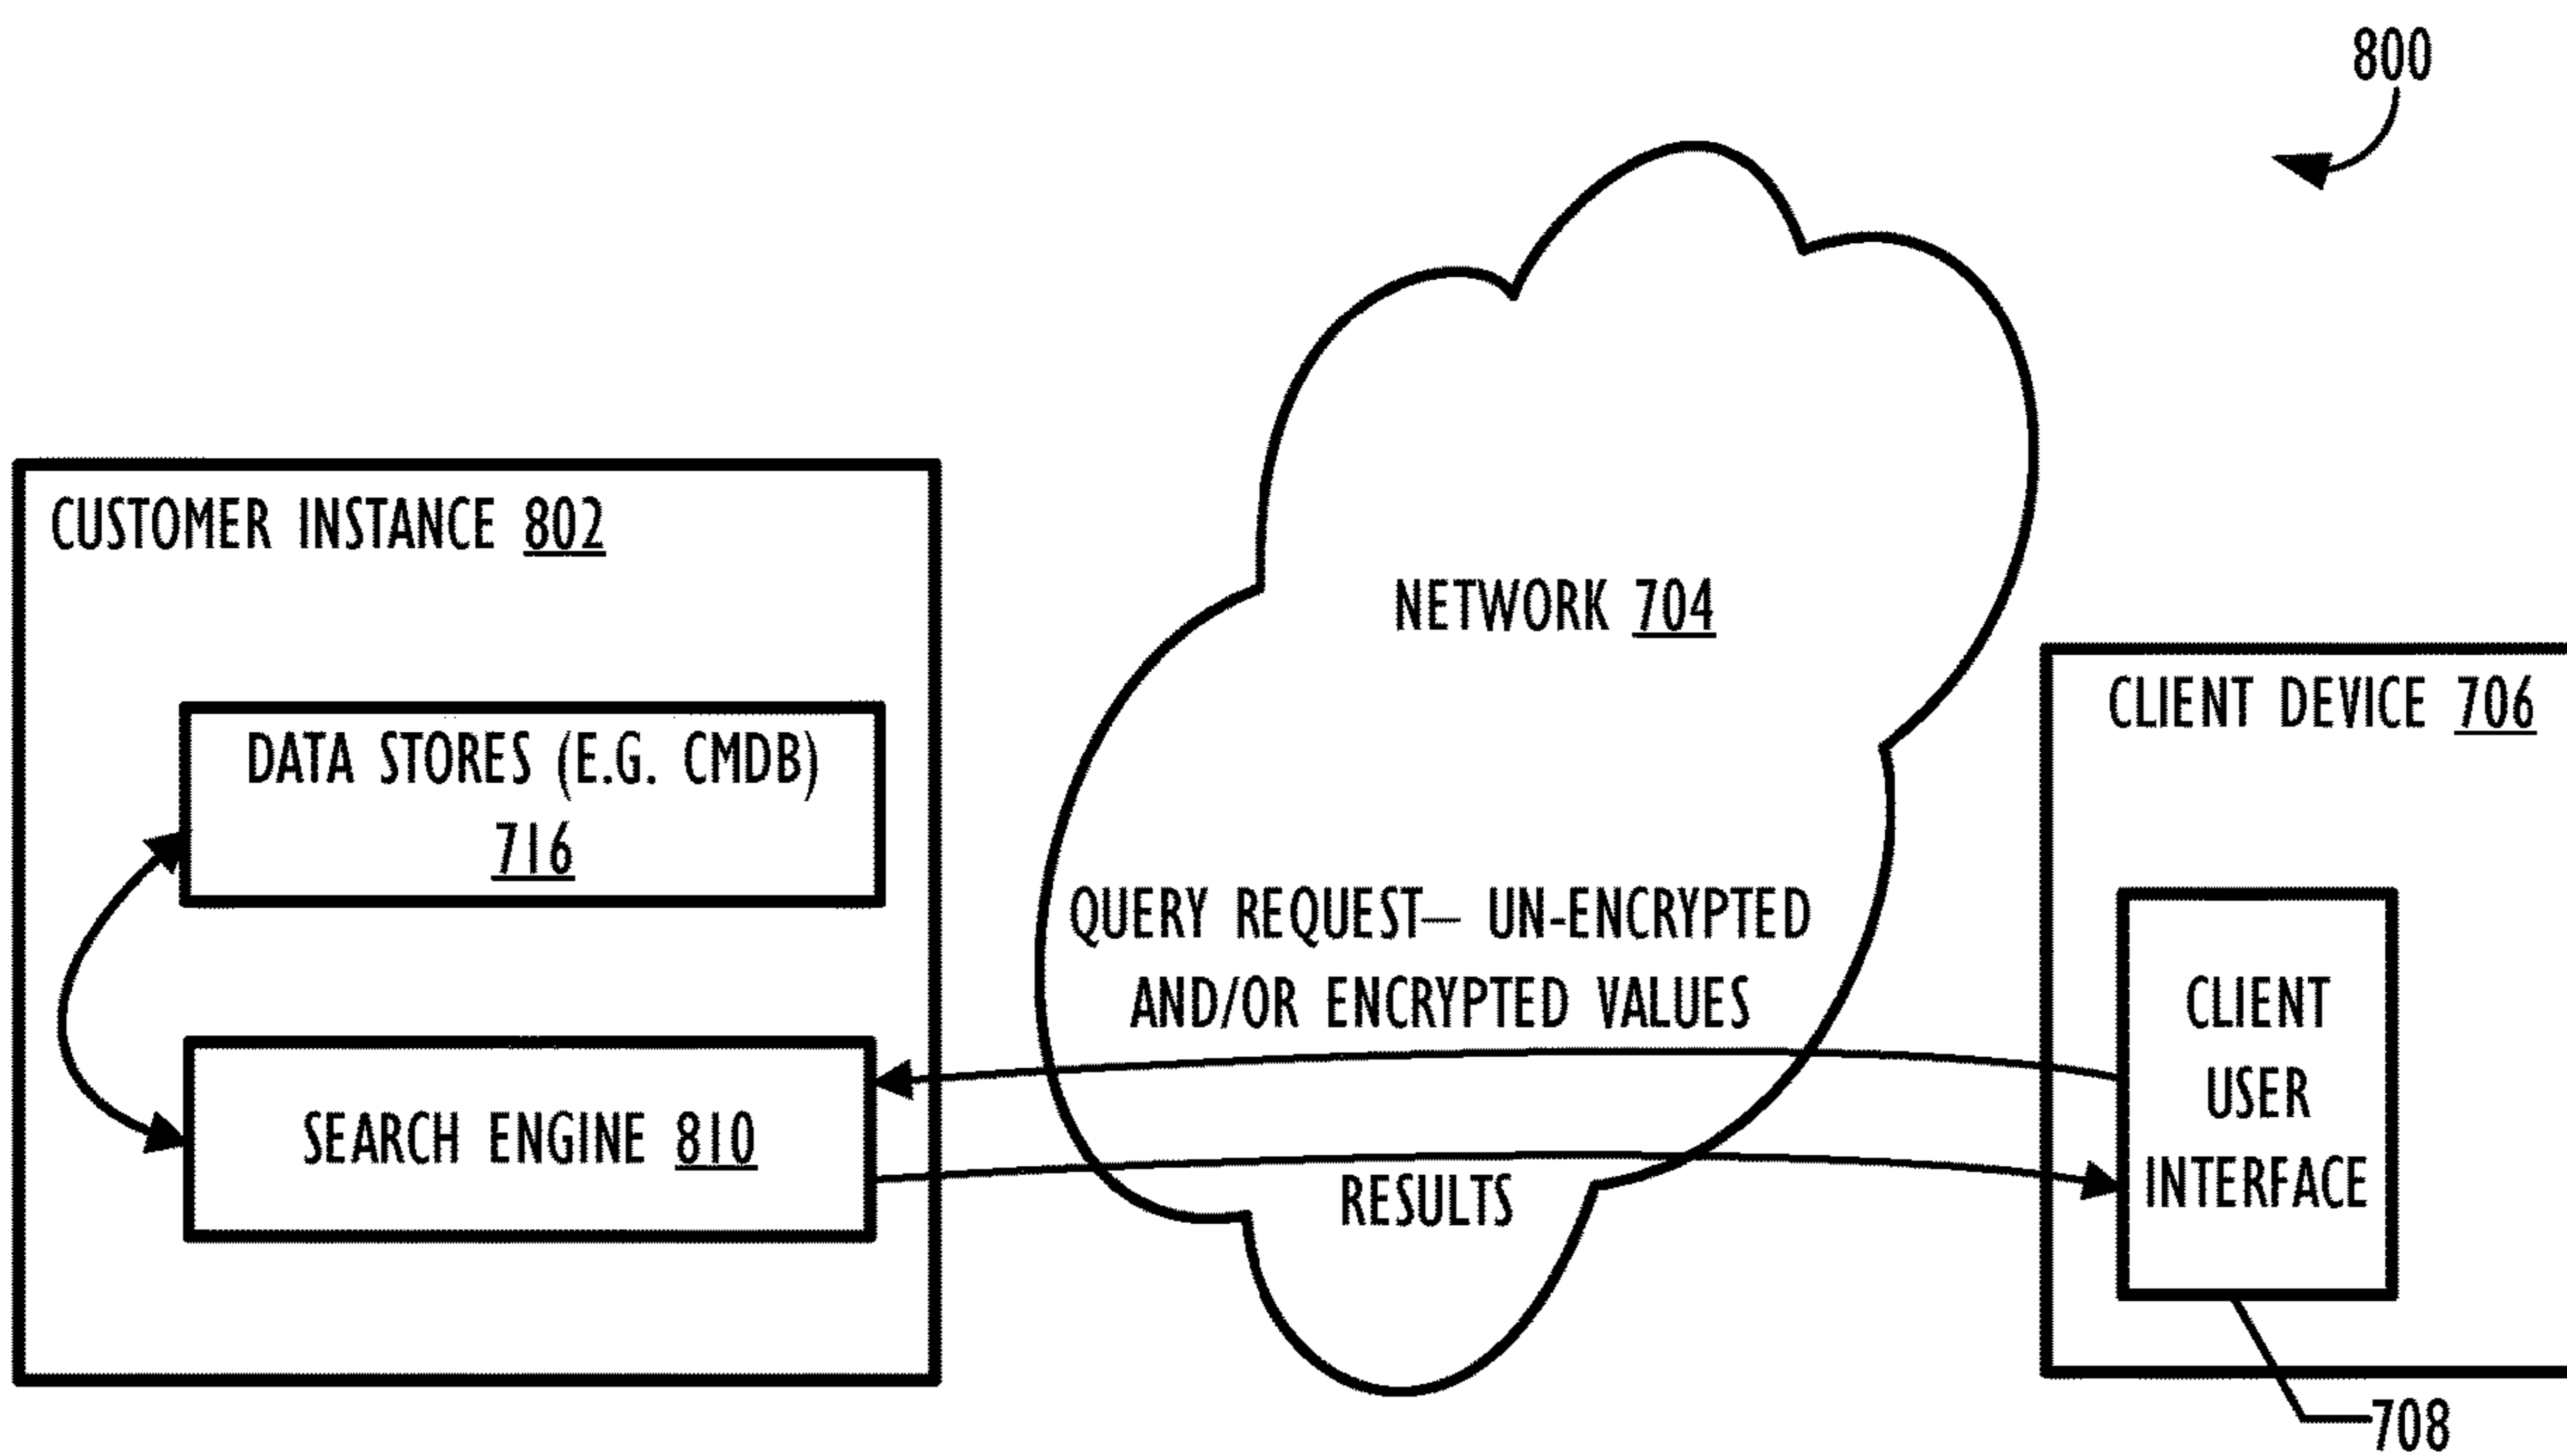 800
CUSTOMER INSTANCE 802
DATA STORES (E.G. CMDB)
716
SEARCH ENGINE 810
NETWORK 704
QUERY REQUEST— UN-ENCRYPTED
AND/OR ENCRYPTED VALUES
RESULTS
CLIENT DEVICE 706
CLIENT
USER
INTERFACE
708